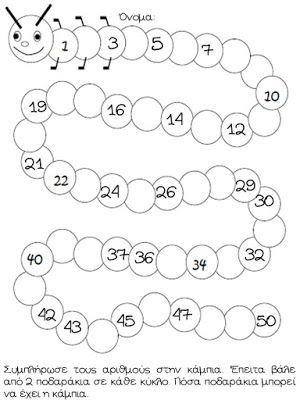 Όνομα:
1 3 5 7
10
19 16 14 12
21 22 24 26 29
30
40 37 36 34 32
42 43 45 47 50
Συμπλήρωσε τους αριθμούς στην κάμπια. Έπειτα βάλε
από 2 ποδαράκια σε κάθε κύκλο. Πόσα ποδαράκια μπορεί
να έχει η κάμπια.